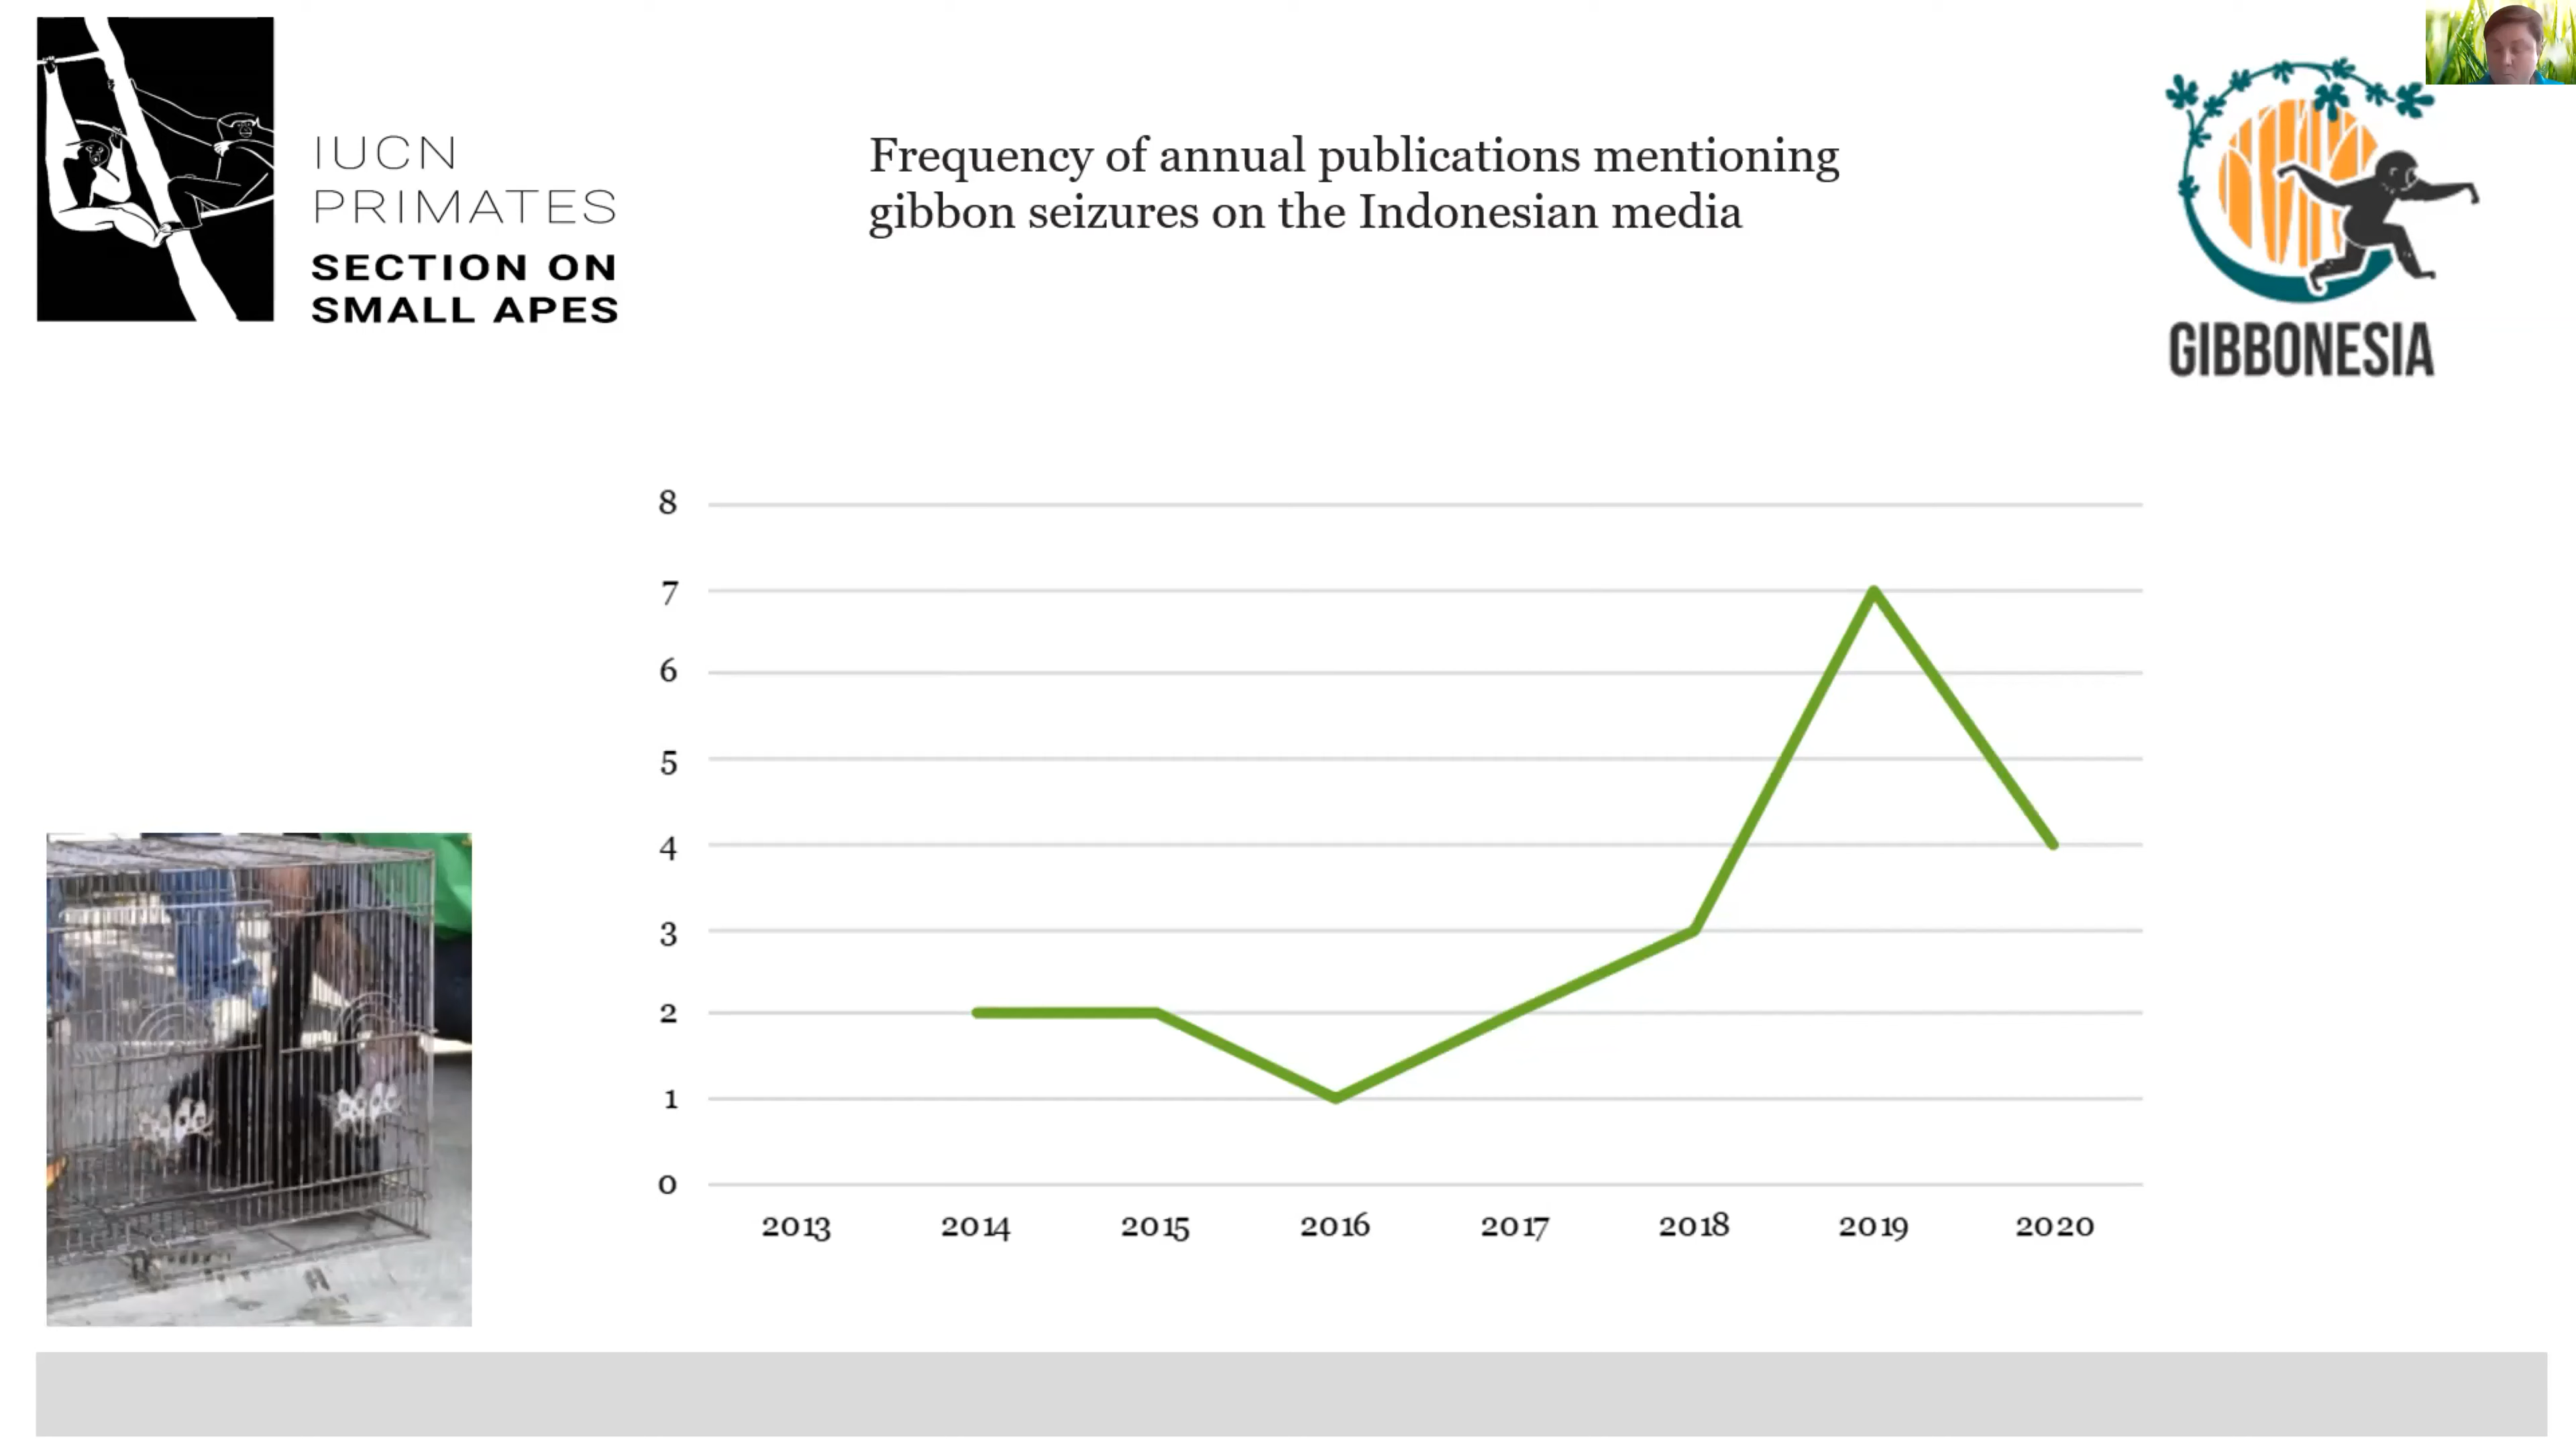 IUCN
PRIMATES
SECTION ON
SMALL APES
Frequency of annual publications mentioning
gibbon seizures on the Indonesian media
GIBBONESIA
8
7
6
5
4
3
2
1
0
2013 2014 2015 2016 2017 2018 2019 2020